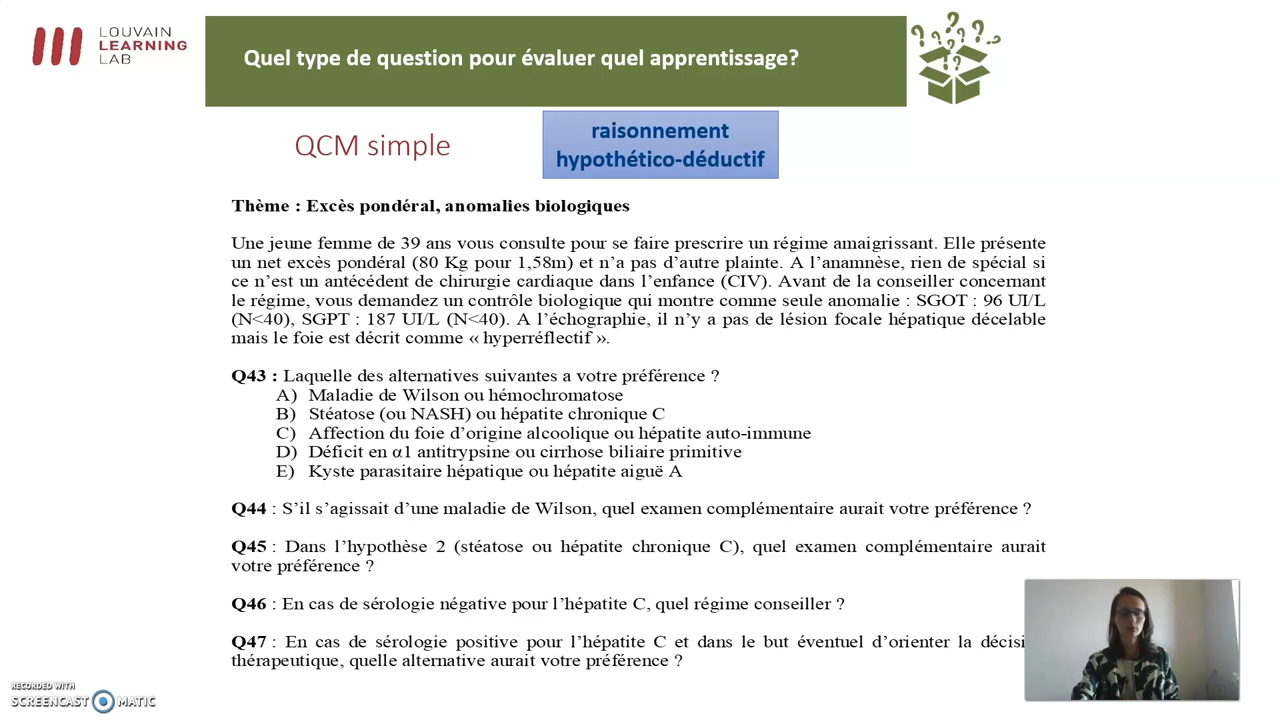 LOUVAIN
LEARNING
LAB
Quel type de question pour évaluer quel apprentissage?
QCM simple
raisonnement
hypothético-déductif
Thème : Excès pondéral, anomalies biologiques
Une jeune femme de 39 ans vous consulte pour se faire prescrire un régime amaigrissant. Elle présente
un net excès pondéral (80 Kg pour 1,58m) et n’a pas d’autre plainte. A l’anamnèse, rien de spécial si
ce n’est un antécédent de chirurgie cardiaque dans l’enfance (CIV). Avant de la conseiller concernant
le régime, vous demandez un contrôle biologique qui montre comme seule anomalie : SGOT : 96 UI/L
(N<40), SGPT : 187 UI/L (N<40). A l’échographie, il n’y a pas de lésion focale hépatique décelable
mais le foie est décrit comme « hyperréflectif ».
Q43 : Laquelle des alternatives suivantes a votre préférence ?
A) Maladie de Wilson ou hémochromatose
B) Stéatose (ou NASH) ou hépatite chronique C
C) Affection du foie d’origine alcoolique ou hépatite auto-immune
D) Déficit en α1 antitrypsine ou cirrhose biliaire primitive
E) Kyste parasitaire hépatique ou hépatite aiguë A
Q44 : S’il s’agissait d’une maladie de Wilson, quel examen complémentaire aurait votre préférence ?
Q45 : Dans l’hypothèse 2 (stéatose ou hépatite chronique C), quel examen complémentaire aurait
votre préférence ?
Q46 : En cas de sérologie négative pour l’hépatite C, quel régime conseiller ?
Q47 : En cas de sérologie positive pour l’hépatite C et dans le but éventuel d’orienter la décisi
thérapeutique, quelle alternative aurait votre préférence ?
RECORDED WITH
SCREENCAST MATIC